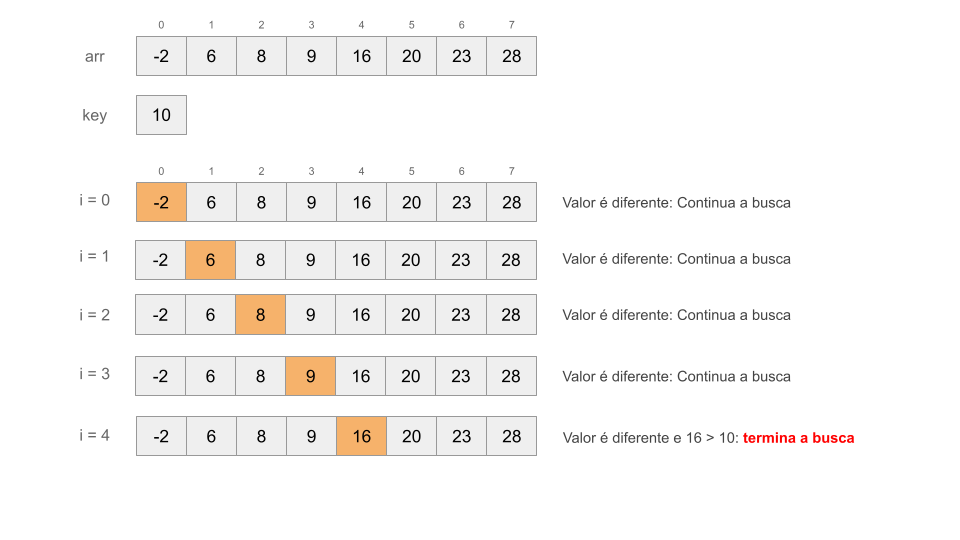 0 1 2 3 4 5 6 7
arr -2 6 8 9 16 20 23 28
key 10
0 1 2 3 4 5 6 7
i = 0 -2 6 8 9 16 20 23 28 Valor é diferente: Continua a busca
i = 1 -2 6 8 9 16 20 23 28 Valor é diferente: Continua a busca
i = 2 -2 6 8 9 16 20 23 28 Valor é diferente: Continua a busca
i = 3 -2 6 8 9 16 20 23 28 Valor é diferente: Continua a busca
i = 4 -2 6 8 9 16 20 23 28 Valor é diferente e 16 > 10: termina a busca